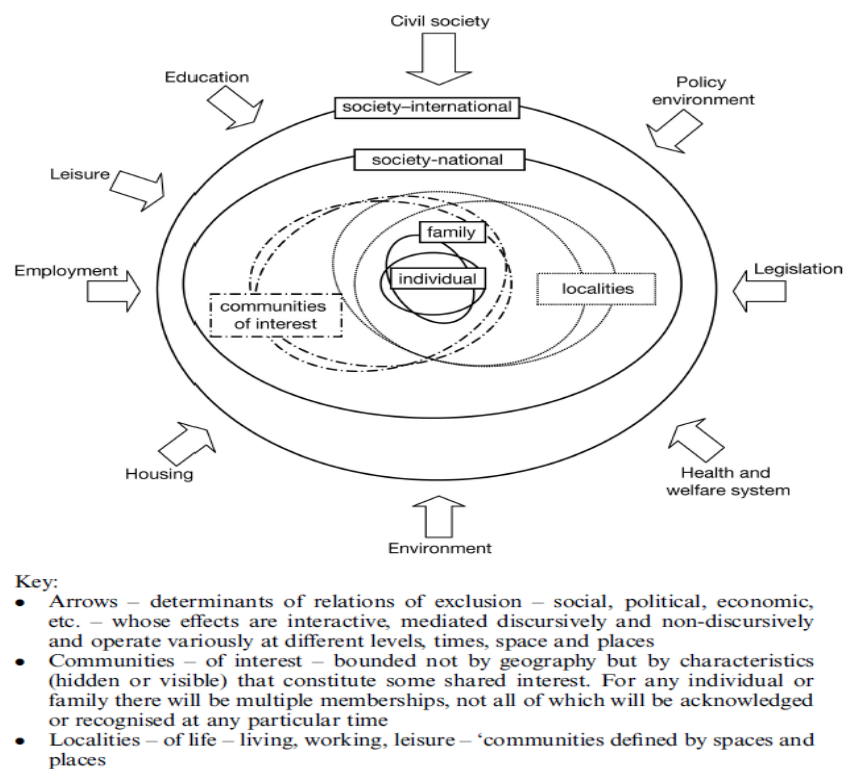 Civil society
Education
Policy
environment
society–international
society-national
Leisure
family
Employment
individual
Legislation
localities
communities
of interest
Housing
Health and
welfare system
Environment
Key:
• Arrows – determinants of relations of exclusion – social, political, economic,
etc. – whose effects are interactive, mediated discursively and non-discursively
and operate variously at different levels, times, space and places
• Communities – of interest – bounded not by geography but by characteristics
(hidden or visible) that constitute some shared interest. For any individual or
family there will be multiple memberships, not all of which will be acknowledged
or recognised at any particular time
• Localities – of life – living, working, leisure – ‘communities defined by spaces and
places